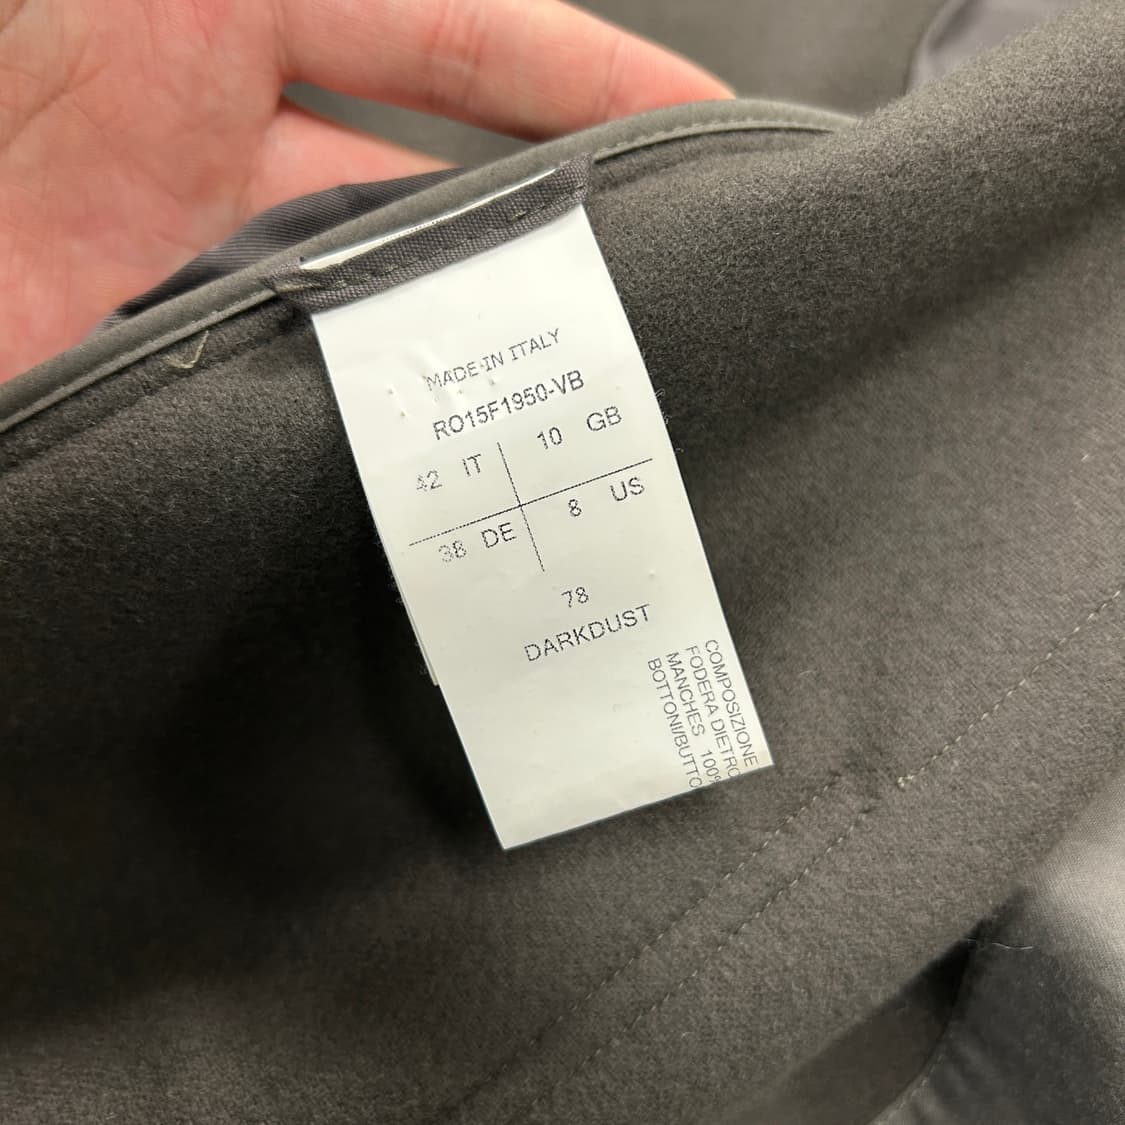 MADE IN ITALY
RO15F1950-VB
42 IT 10 GB
38 DE 8 US
78
DARKDUST
COMPOSIZIONE
FODERA DIETRO
MANCHES 100%
BOTTONI/BUTTO